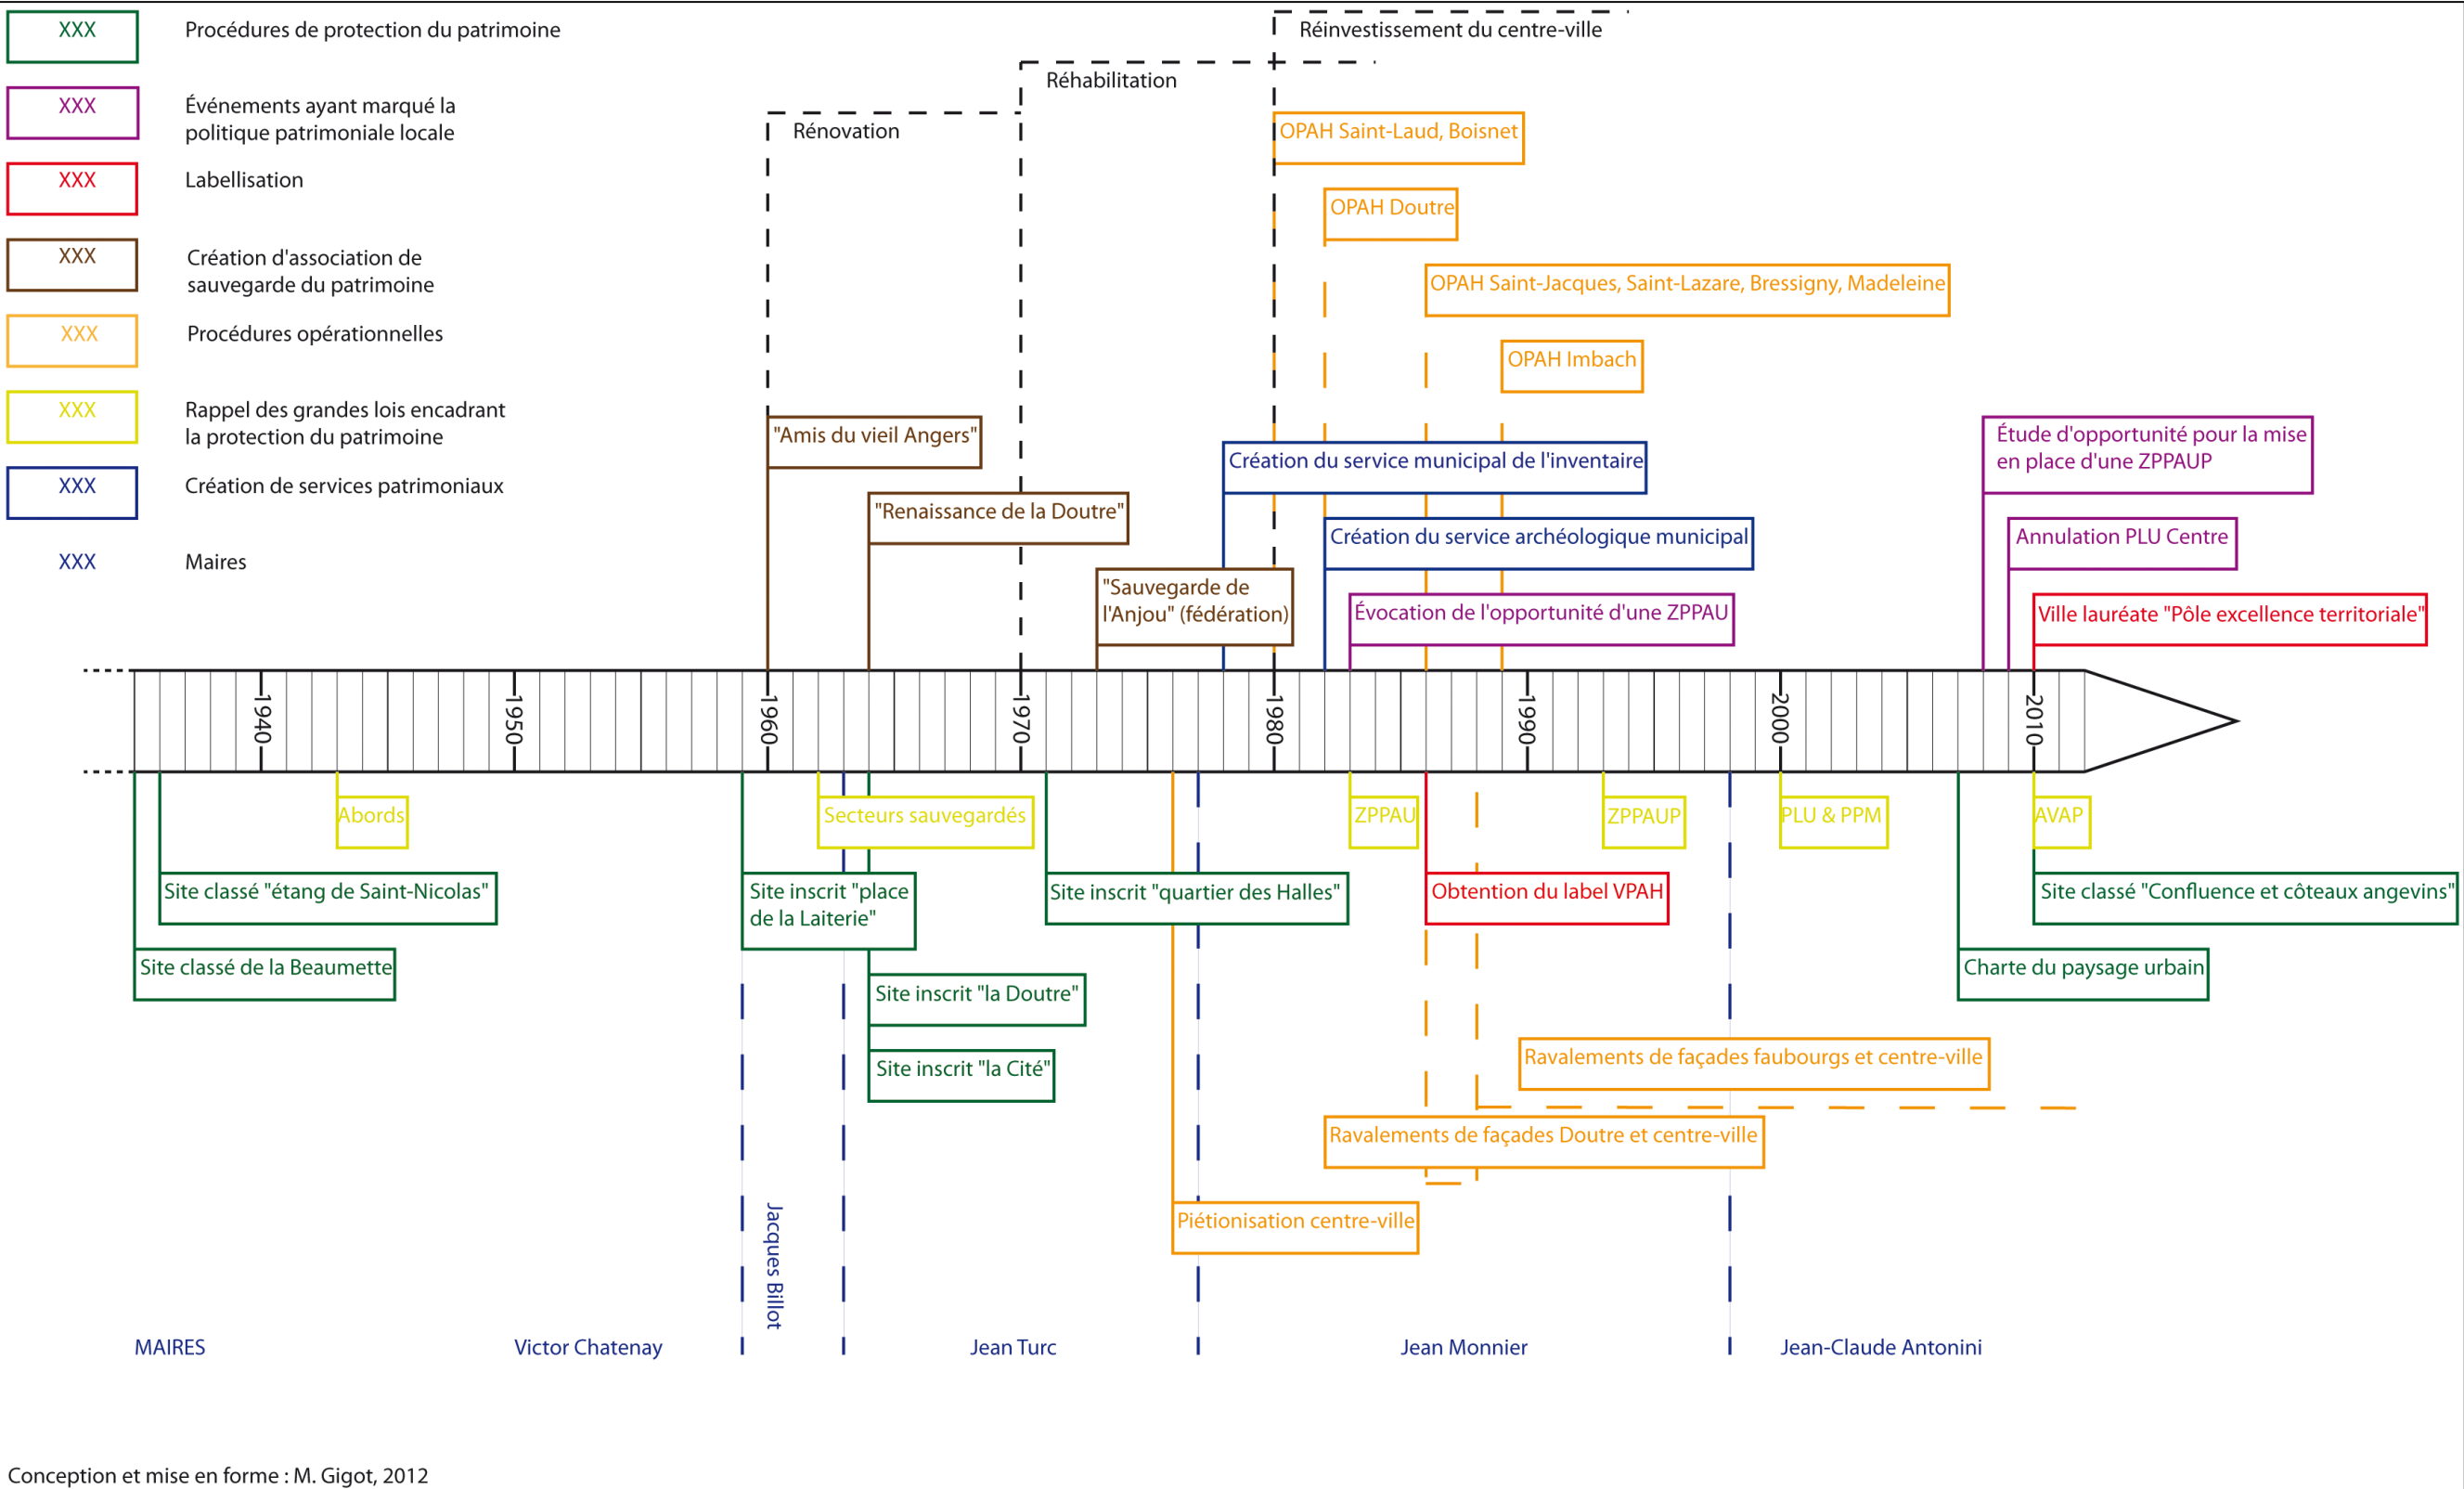 XXX Procédures de protection du patrimoine
XXX Événements ayant marqué la
politique patrimoniale locale
XXX Labellisation
XXX Création d'association de
sauvegarde du patrimoine
XXX Procédures opérationnelles
XXX Rappel des grandes lois encadrant
la protection du patrimoine
XXX Création de services patrimoniaux
XXX Maires
Réinvestissement du centre-ville
Réhabilitation
Rénovation
OPAH Saint-Laud, Boisnet
OPAH Doutre
OPAH Saint-Jacques, Saint-Lazare, Bressigny, Madeleine
OPAH Imbach
"Amis du vieil Angers"
Création du service municipal de l'inventaire
Étude d'opportunité pour la mise
en place d'une ZPPAUP
"Renaissance de la Doutre"
Création du service archéologique municipal
Annulation PLU Centre
"Sauvegarde de
l'Anjou" (fédération)
Évocation de l'opportunité d'une ZPPAU
Ville lauréate "Pôle excellence territoriale"
1940
1950
1960
1970
1980
1990
2000
2010
Abords
Secteurs sauvegardés
ZPPAU
ZPPAUP
PLU & PPM
AVAP
Site classé "étang de Saint-Nicolas"
Site inscrit "place
de la Laiterie"
Site inscrit "quartier des Halles"
Obtention du label VPAH
Site classé "Confluence et côteaux angevins"
Site classé de la Beaumette
Charte du paysage urbain
Site inscrit "la Doutre"
Site inscrit "la Cité"
Ravalements de façades faubourgs et centre-ville
Ravalements de façades Doutre et centre-ville
Piétionisation centre-ville
Jacques Billot
MAIRES
Victor Chatenay
Jean Turc
Jean Monnier
Jean-Claude Antonini
Conception et mise en forme : M. Gigot, 2012